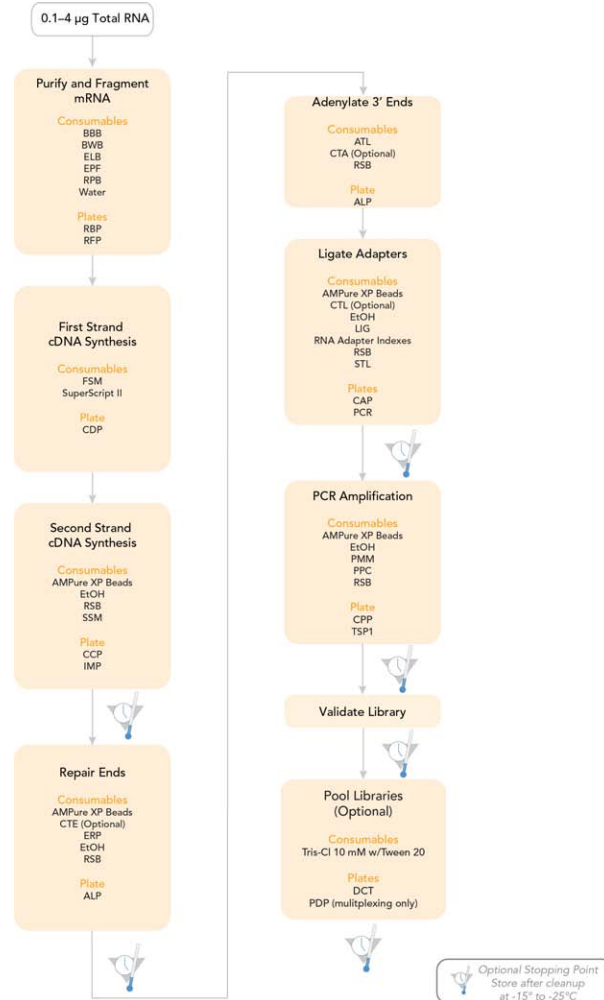 0.1–4 µg Total RNA
Purify and Fragment
mRNA
Consumables
BBB
BWB
ELB
EPF
RPB
Water
Plates
RBP
RFP
First Strand
cDNA Synthesis
Consumables
FSM
SuperScript II
Plate
CDP
Second Strand
cDNA Synthesis
Consumables
AMPure XP Beads
EtOH
RSB
SSM
Plate
CCP
IMP
Repair Ends
Consumables
AMPure XP Beads
CTE (Optional)
ERP
EtOH
RSB
Plate
ALP
Adenylate 3’ Ends
Consumables
ATL
CTA (Optional)
RSB
Plate
ALP
Ligate Adapters
Consumables
AMPure XP Beads
CTL (Optional)
EtOH
LIG
RNA Adapter Indexes
RSB
STL
Plates
CAP
PCR
PCR Amplification
Consumables
AMPure XP Beads
EtOH
PMM
PPC
RSB
Plate
CPP
TSP1
Validate Library
Pool Libraries
(Optional)
Consumables
Tris-Cl 10 mM w/Tween 20
Plates
DCT
PDP (mulitplexing only)
Optional Stopping Point
Store after cleanup
at -15° to -25°C